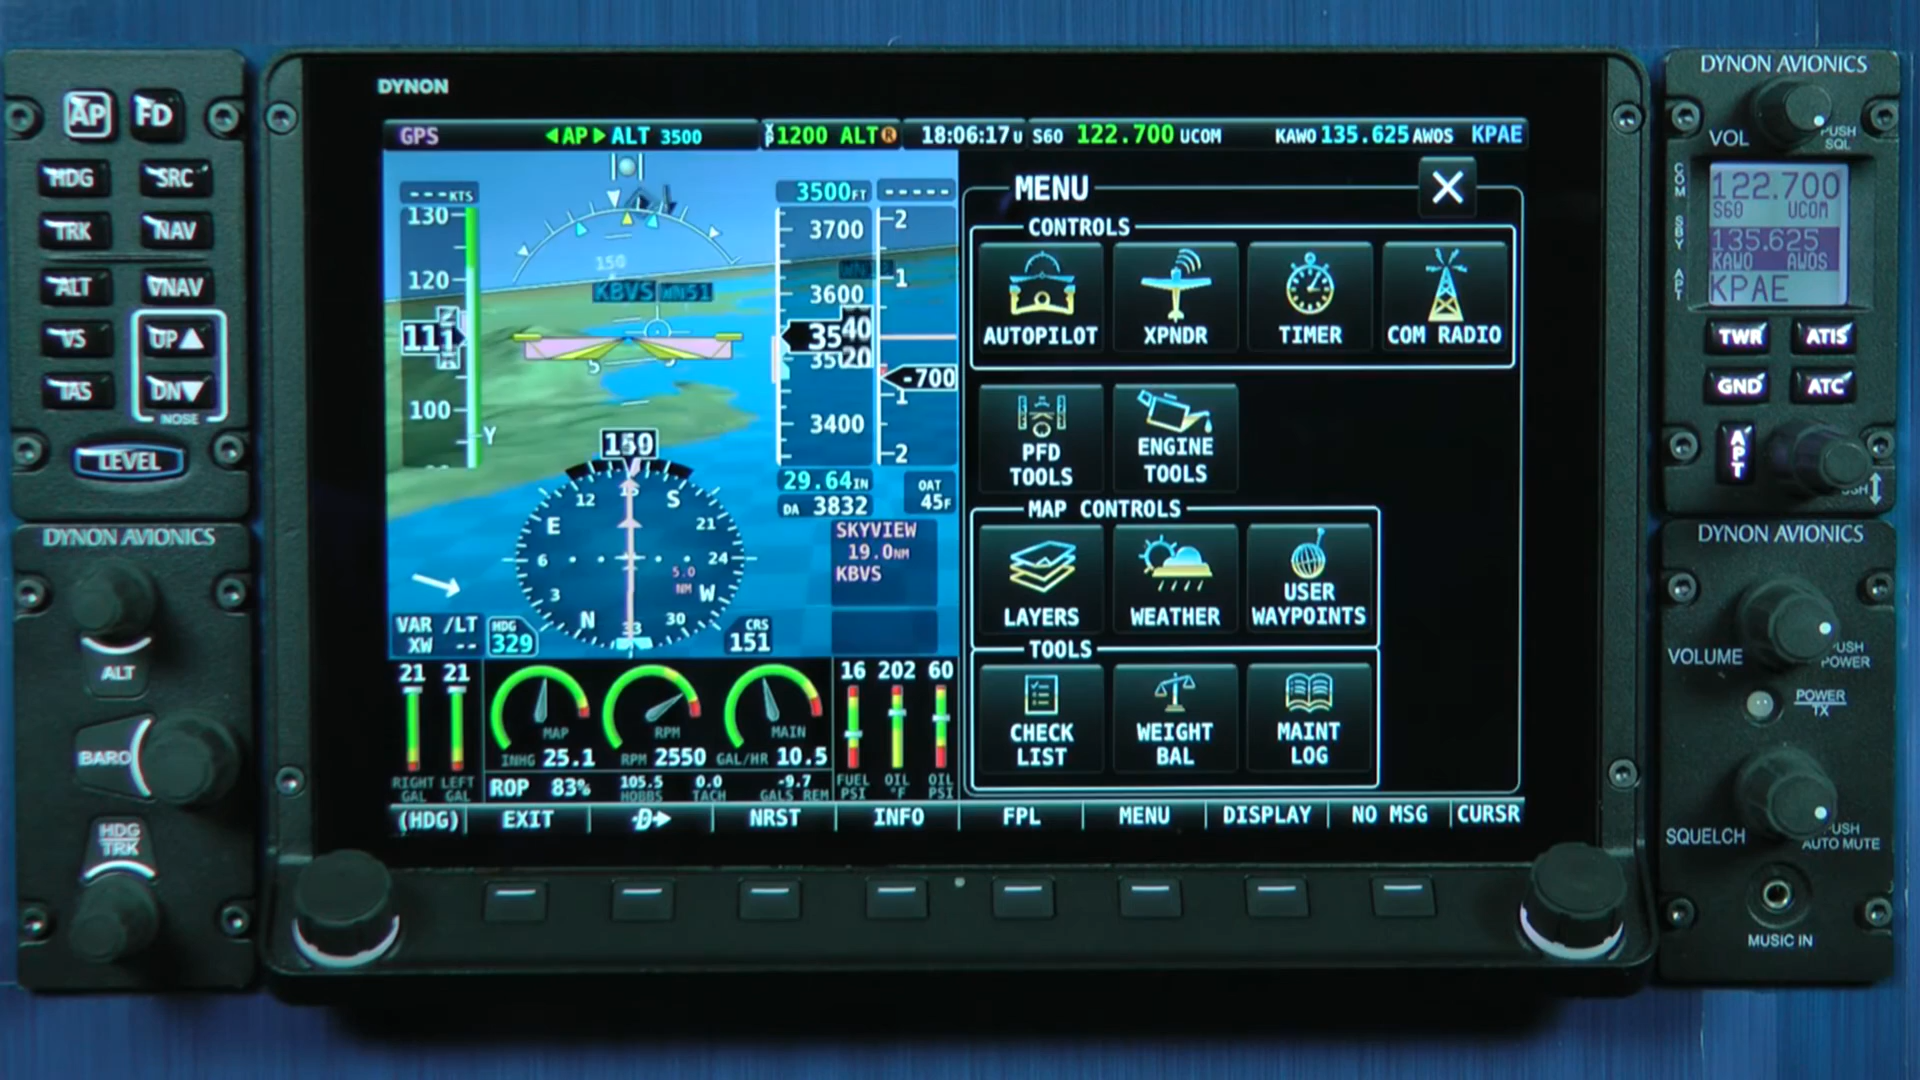 DYNON
AP FD
HDG SRC
TRK NAV
ALT VNAV
VS UP▲
TAS DN▼
NOSE
LEVEL
DYNON AVIONICS
ALT
BARO
HDG
TRK
GPS ◀AP▶ ALT 3500 1200 ALT R 18:06:17U S60 122.700 UCOM KAWO 135.625 AWOS KPAE
---KTS
130
120
111
100
Y
150
KBVS WN51
5
3500FT -----
3700
3600
3540
3520
3400
2
1
-700
1
2
29.64IN
DA 3832
OAT
45F
SKYVIEW
19.0NM
KBVS
150
12 15 S
E 21
6 24
5.0
NM
3 W
N 33 30
VAR /LT
XW --
HDG
329
CRS
151
21 21
RIGHT GAL
LEFT GAL
MAP RPM MAIN
INHG 25.1 RPM 2550 GAL/HR 10.5
ROP 83% 105.5 HOBBS 0.0 TACH -9.7 GALS REM
16 202 60
FUEL PSI
OIL °F
OIL PSI
MENU X
CONTROLS
AUTOPILOT XPNDR TIMER COM RADIO
PFD TOOLS
ENGINE TOOLS
MAP CONTROLS
LAYERS WEATHER
USER WAYPOINTS
TOOLS
CHECK LIST
WEIGHT BAL
MAINT LOG
(HDG) EXIT D NRST INFO FPL MENU DISPLAY NO MSG CURSR
DYNON AVIONICS
VOL
PUSH
SQL
COM
SBY
APT
122.700
S60 UCOM
135.625
KAWO AWOS
KPAE
TWR ATIS
GND ATC
APT
DYNON AVIONICS
VOLUME
PUSH
POWER
POWER
TX
SQUELCH
PUSH
AUTO MUTE
MUSIC IN